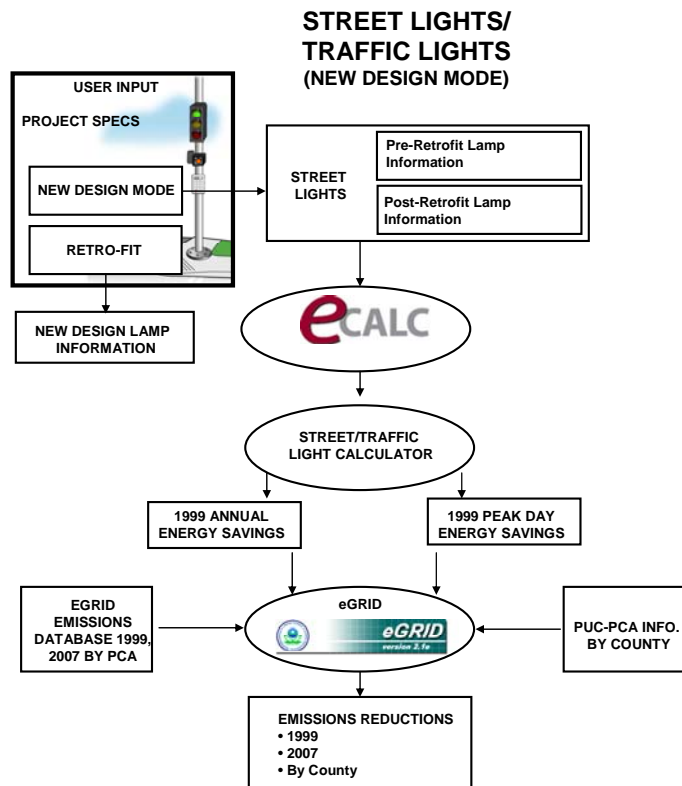 STREET LIGHTS/
TRAFFIC LIGHTS
(NEW DESIGN MODE)
USER INPUT
PROJECT SPECS
NEW DESIGN MODE
RETRO-FIT
NEW DESIGN LAMP
INFORMATION
STREET
LIGHTS
Pre-Retrofit Lamp
Information
Post-Retrofit Lamp
Information
eCALC
STREET/TRAFFIC
LIGHT CALCULATOR
1999 ANNUAL
ENERGY SAVINGS
1999 PEAK DAY
ENERGY SAVINGS
EGRID
EMISSIONS
DATABASE 1999,
2007 BY PCA
eGRID
eGRID
version 2.1e
PUC-PCA INFO.
BY COUNTY
EMISSIONS REDUCTIONS
• 1999
• 2007
• By County